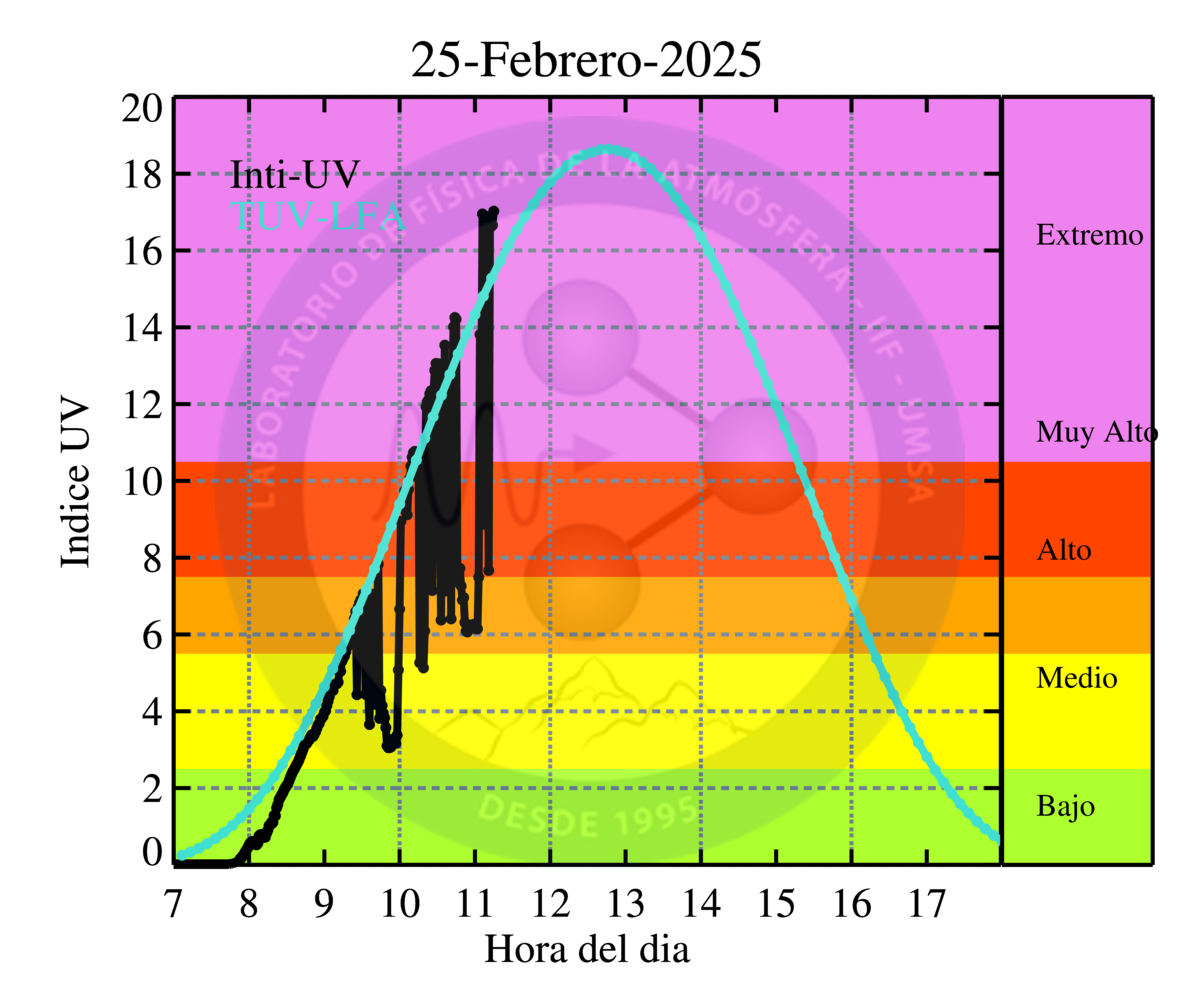 25-Febrero-2025
Indice UV
20
18
16
14
12
10
8
6
4
2
0
Inti-UV
TUV-LFA
LABORATORIO DE FÍSICA DE LA ATMÓSFERA - IIF - UMSA
DESDE 1995
Extremo
Muy Alto
Alto
Medio
Bajo
7 8 9 10 11 12 13 14 15 16 17
Hora del dia